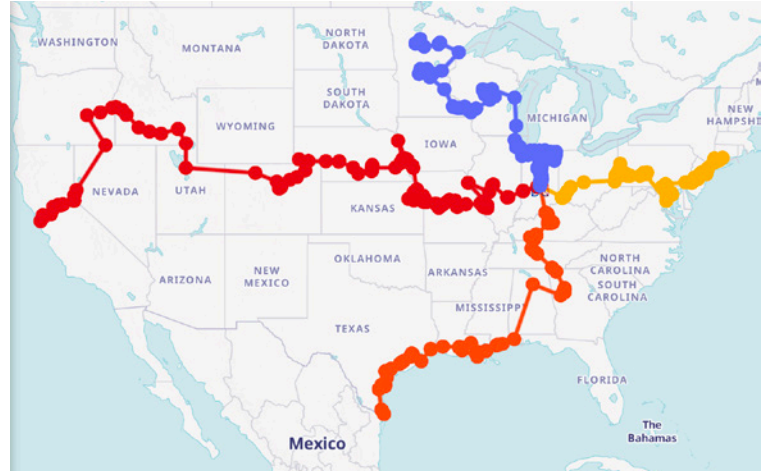 NORTH
DAKOTA
WASHINGTON
MONTANA
SOUTH
DAKOTA
MICHIGAN
NEW
HAMPSHI
WYOMING
IOWA
NEVADA
UTAH
KANSAS
OKLAHOMA
NORTH
CAROLINA
ARIZONA
NEW
MEXICO
ARKANSAS
SOUTH
CAROLINA
MISSISSIPP
TEXAS
FLORIDA
The
Bahamas
Mexico